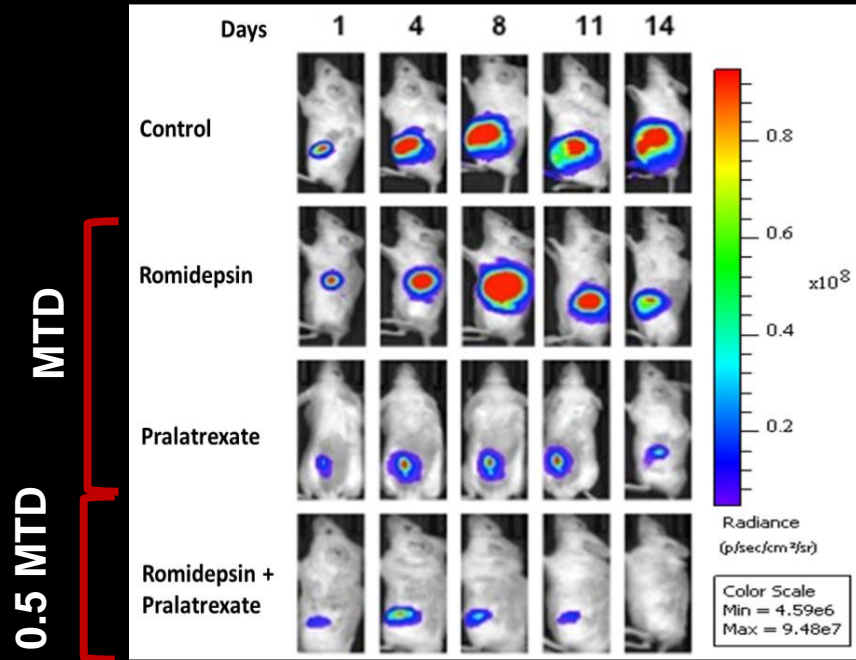 Days 1 4 8 11 14
Control
Romidepsin
Pralatrexate
Romidepsin +
Pralatrexate
MTD
0.5 MTD
0.8
0.6
x10⁸
0.4
0.2
Radiance
(p/sec/cm²/sr)
Color Scale
Min = 4.59e6
Max = 9.48e7